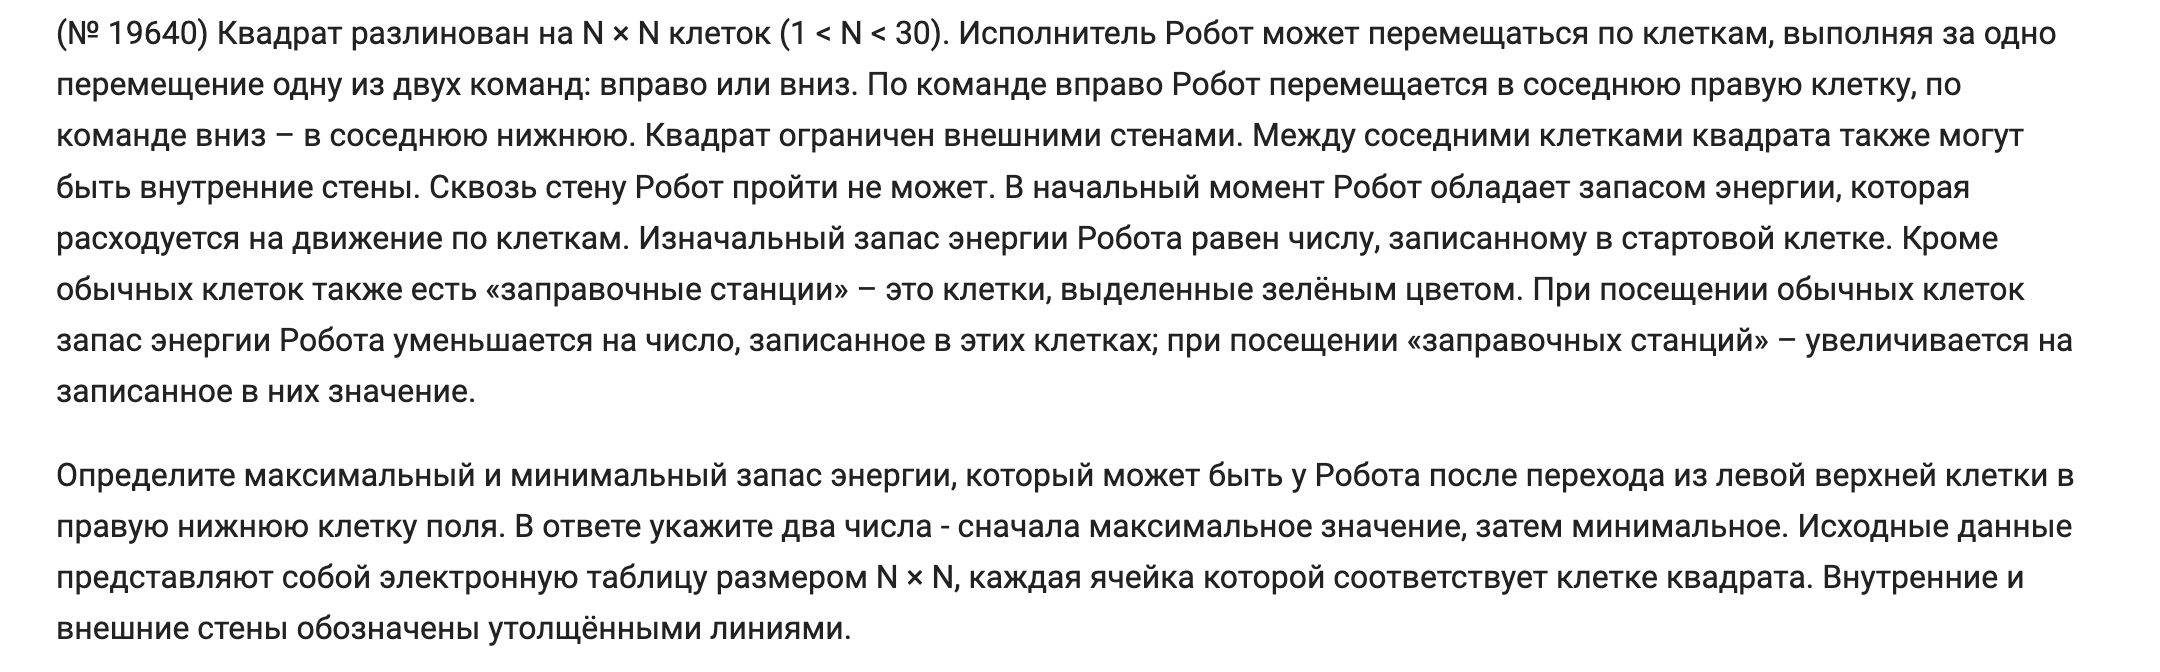 (№ 19640) Квадрат разлинован на N × N клеток (1 < N < 30). Исполнитель Робот может перемещаться по клеткам, выполняя за одно
перемещение одну из двух команд: вправо или вниз. По команде вправо Робот перемещается в соседнюю правую клетку, по
команде вниз – в соседнюю нижнюю. Квадрат ограничен внешними стенами. Между соседними клетками квадрата также могут
быть внутренние стены. Сквозь стену Робот пройти не может. В начальный момент Робот обладает запасом энергии, которая
расходуется на движение по клеткам. Изначальный запас энергии Робота равен числу, записанному в стартовой клетке. Кроме
обычных клеток также есть «заправочные станции» – это клетки, выделенные зелёным цветом. При посещении обычных клеток
запас энергии Робота уменьшается на число, записанное в этих клетках; при посещении «заправочных станций» – увеличивается на
записанное в них значение.
Определите максимальный и минимальный запас энергии, который может быть у Робота после перехода из левой верхней клетки в
правую нижнюю клетку поля. В ответе укажите два числа - сначала максимальное значение, затем минимальное. Исходные данные
представляют собой электронную таблицу размером N × N, каждая ячейка которой соответствует клетке квадрата. Внутренние и
внешние стены обозначены утолщёнными линиями.